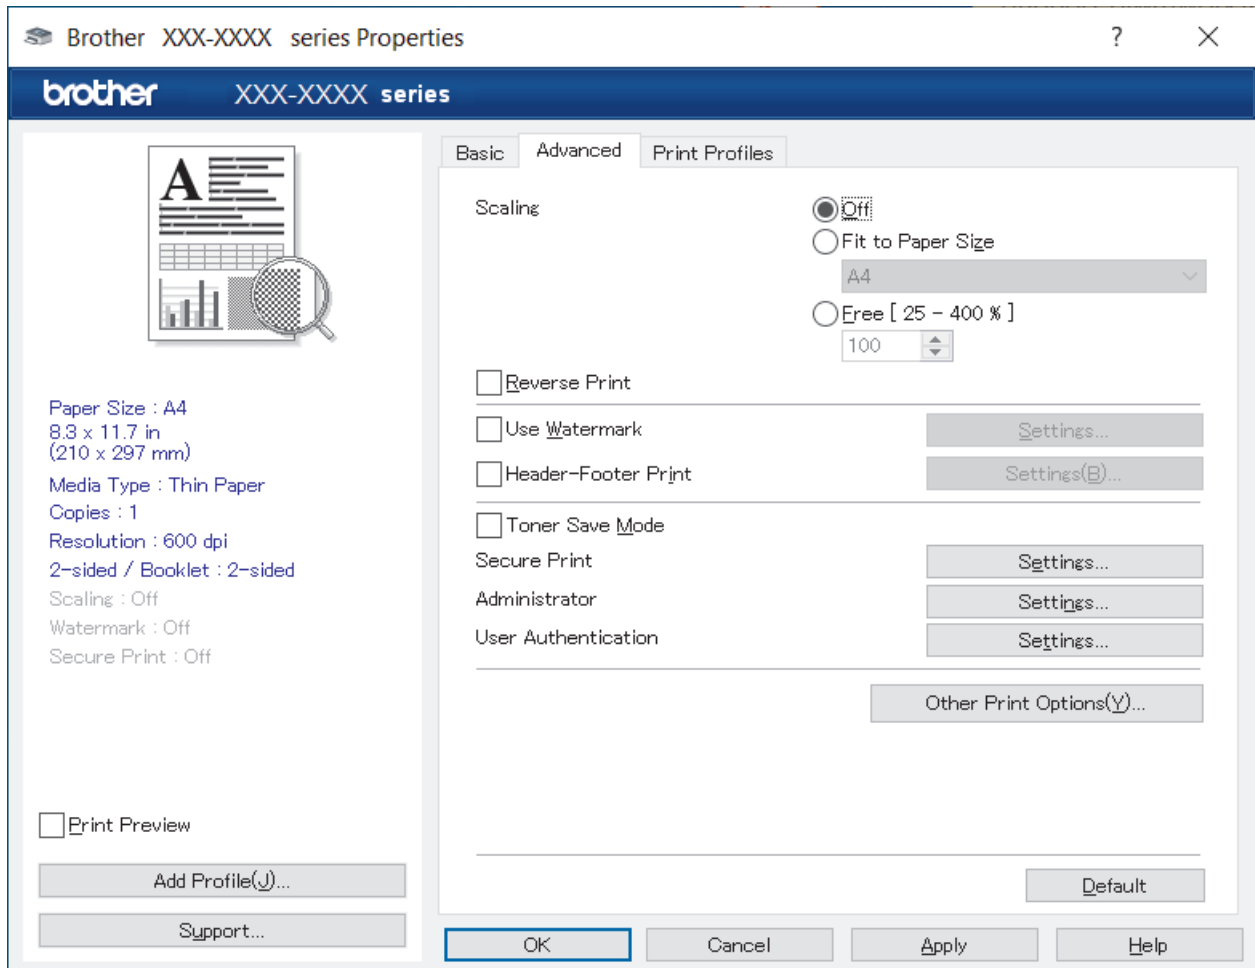 Brother XXX-XXXX series Properties
?
brother XXX-XXXX series
A
Paper Size : A4
8.3 x 11.7 in
(210 x 297 mm)
Media Type : Thin Paper
Copies : 1
Resolution : 600 dpi
2-sided / Booklet : 2-sided
Scaling : Off
Watermark : Off
Secure Print : Off
Print Preview
Add Profile(J)...
Support...
Basic Advanced Print Profiles
Scaling
Off
Fit to Paper Size
A4
Free [ 25 - 400 % ]
100
Reverse Print
Use Watermark Settings...
Header-Footer Print Settings(B)...
Toner Save Mode
Secure Print Settings...
Administrator Settings...
User Authentication Settings...
Other Print Options(Y)...
Default
OK Cancel Apply Help